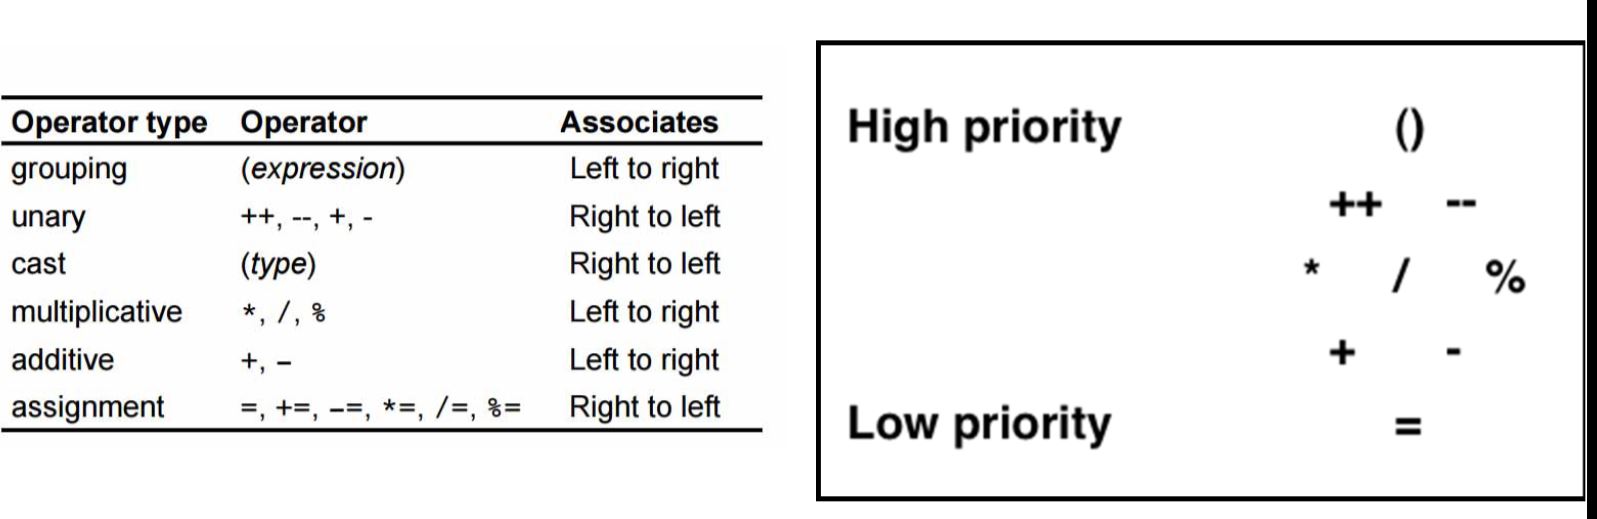 Operator type Operator Associates
grouping (expression) Left to right
unary ++, --, +, - Right to left
cast (type) Right to left
multiplicative *, /, % Left to right
additive +, – Left to right
assignment =, +=, –=, *=, /=, %= Right to left
High priority ()
++ --
* / %
+ -
Low priority =